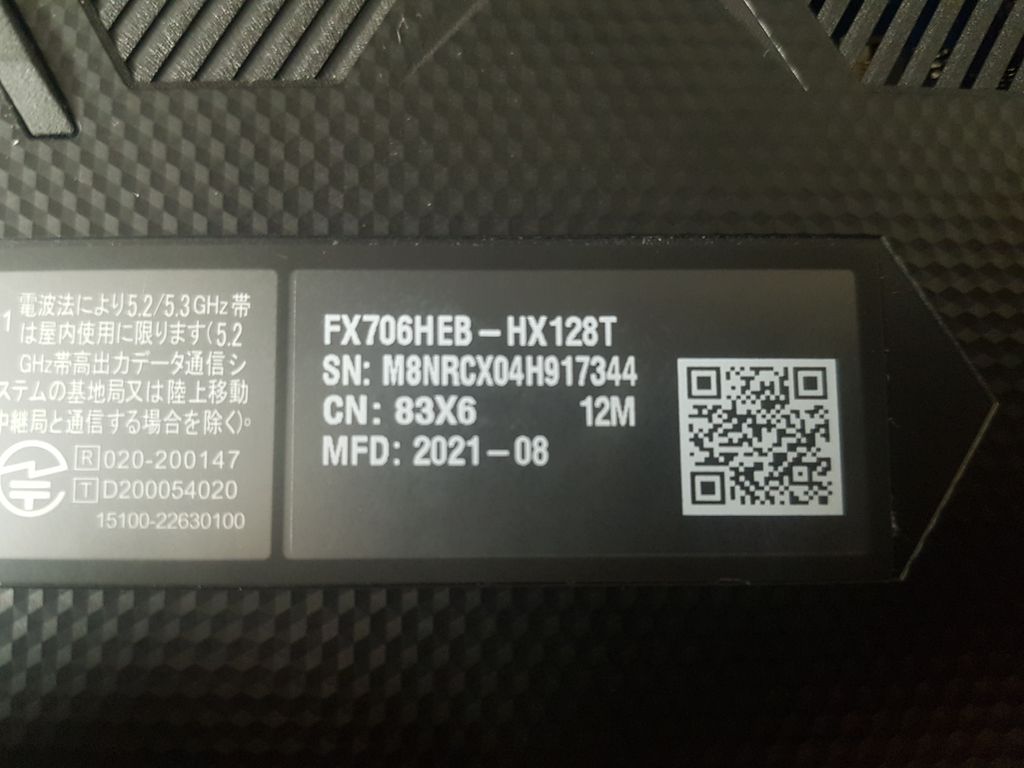 1
電波法により5.2/5.3GHz帯
は屋内使用に限ります(5.2
GHz帯高出力データ通信シ
ステムの基地局又は陸上移動
中継局と通信する場合を除く)。
R 020-200147
T D200054020
15100-22630100
FX706HEB-HX128T
SN: M8NRCX04H917344
CN: 83X6 12M
MFD: 2021-08